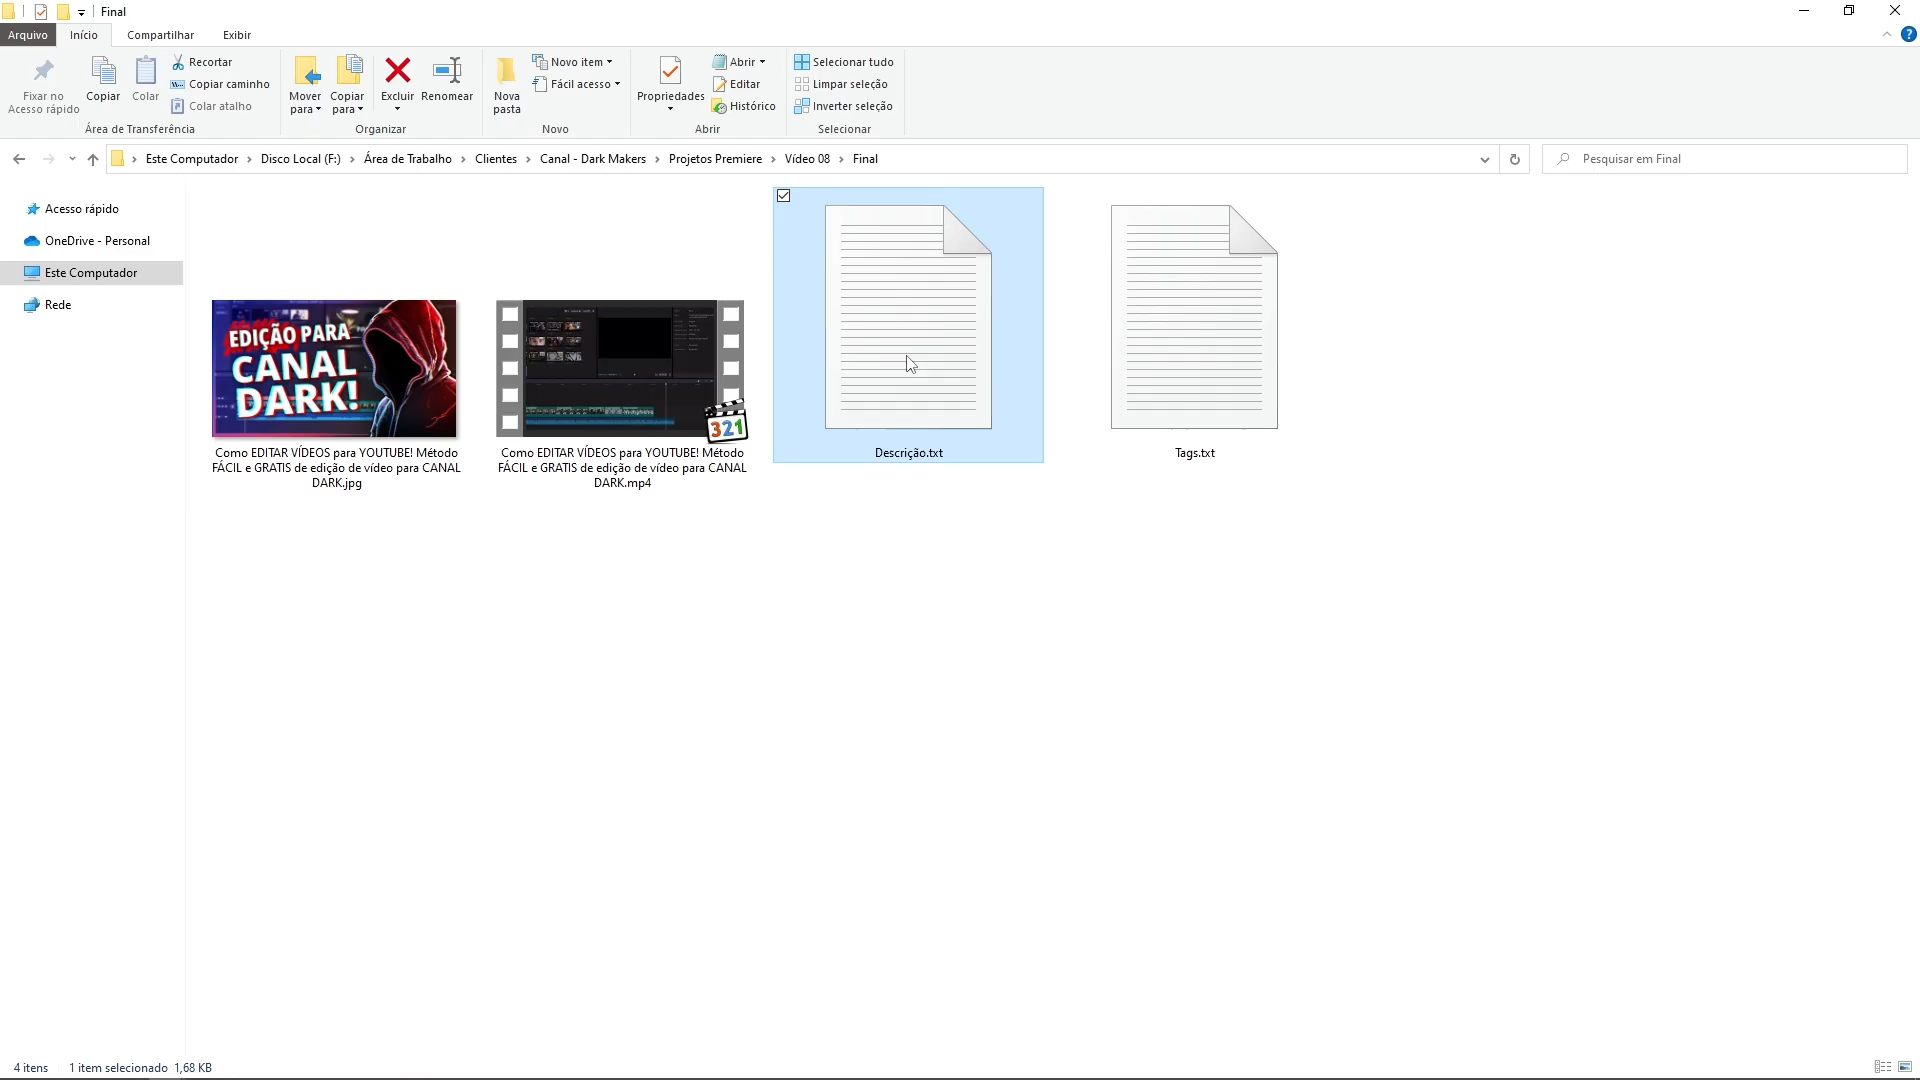 Final
Arquivo
Início
Compartilhar
Exibir
?
Fixar no
Acesso rápido
Copiar
Colar
Recortar
Copiar caminho
Colar atalho
Área de Transferência
Mover
para
Copiar
para
Excluir
Renomear
Organizar
Nova
pasta
Novo item
Fácil acesso
Novo
Propriedades
Abrir
Editar
Histórico
Abrir
Selecionar tudo
Limpar seleção
Inverter seleção
Selecionar
Este Computador > Disco Local (F:) > Área de Trabalho > Clientes > Canal - Dark Makers > Projetos Premiere > Vídeo 08 > Final
Pesquisar em Final
Acesso rápido
OneDrive - Personal
Este Computador
Rede
EDIÇÃO PARA
CANAL
DARK!
321
Como EDITAR VÍDEOS para YOUTUBE! Método
FÁCIL e GRATIS de edição de vídeo para CANAL
DARK.jpg
Como EDITAR VÍDEOS para YOUTUBE! Método
FÁCIL e GRATIS de edição de vídeo para CANAL
DARK.mp4
Descrição.txt
Tags.txt
4 itens
1 item selecionado 1,68 KB